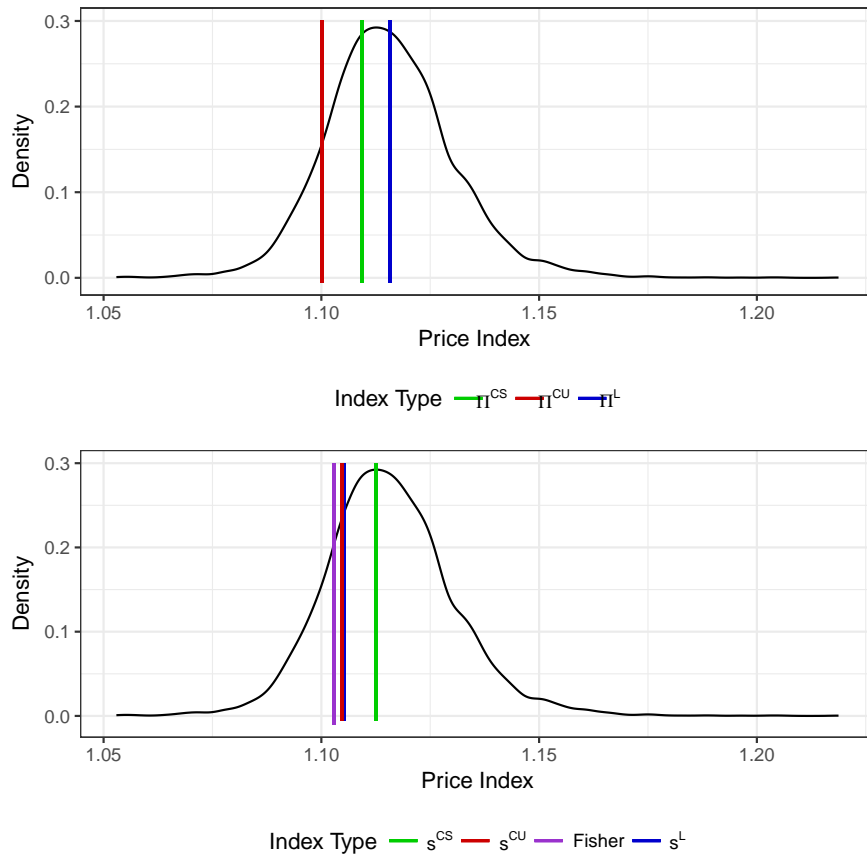 0.3
0.2
0.1
0.0
Density
1.05 1.10 1.15 1.20
Price Index
Index Type Π^CS Π^CU Π^L
0.3
0.2
0.1
0.0
Density
1.05 1.10 1.15 1.20
Price Index
Index Type s^CS s^CU Fisher s^L